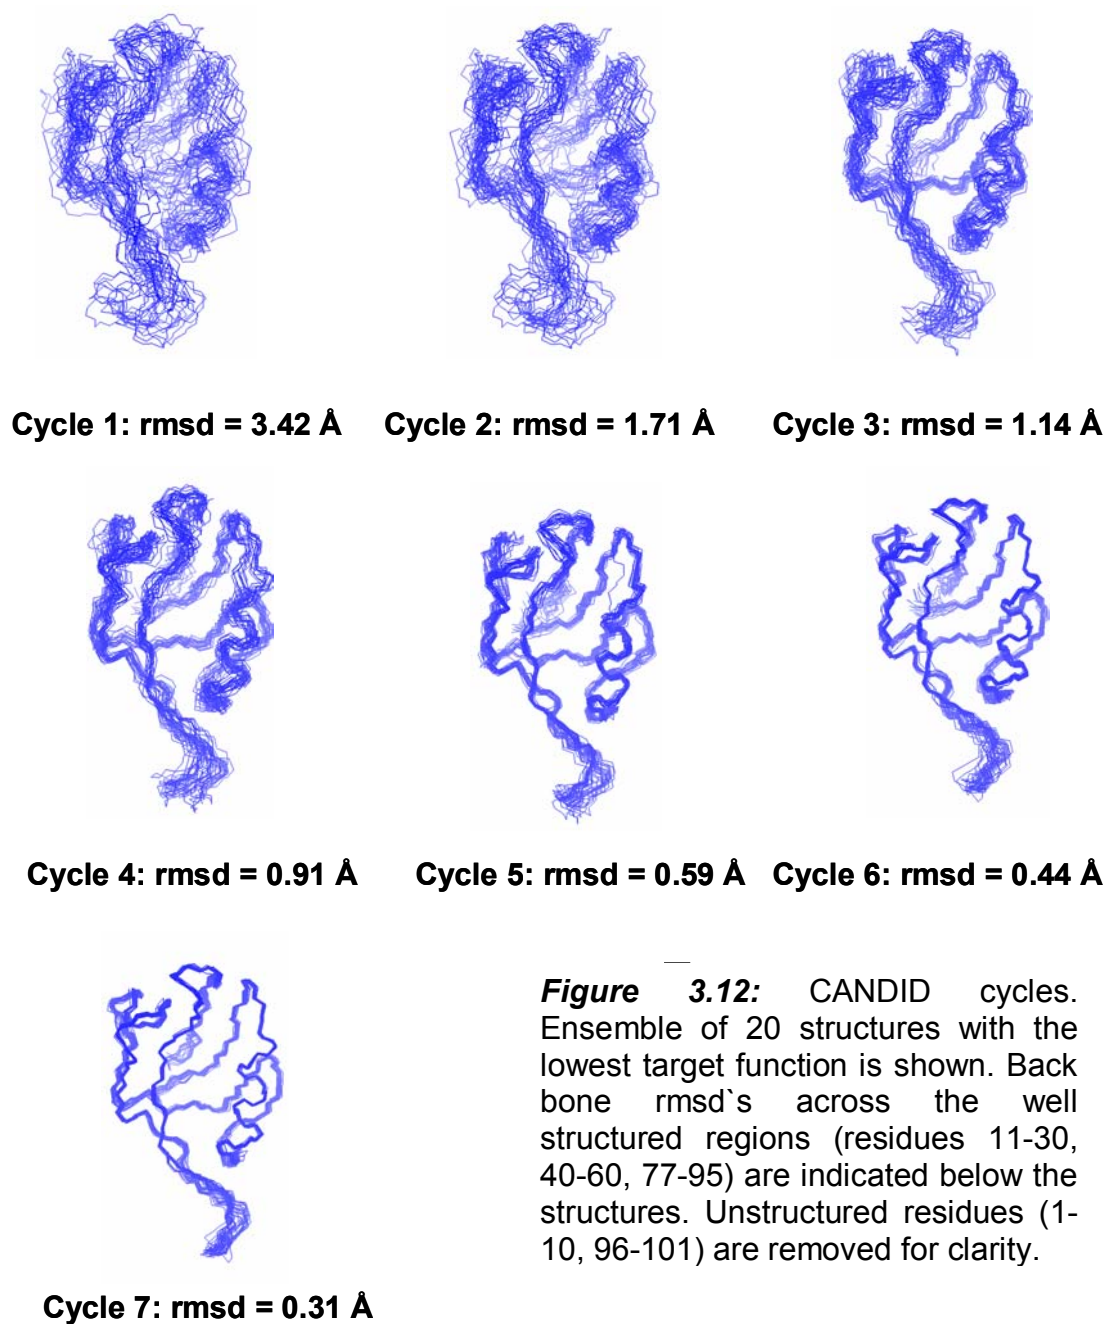 Cycle 1: rmsd = 3.42 Å
Cycle 2: rmsd = 1.71 Å
Cycle 3: rmsd = 1.14 Å
Cycle 4: rmsd = 0.91 Å
Cycle 5: rmsd = 0.59 Å
Cycle 6: rmsd = 0.44 Å
Cycle 7: rmsd = 0.31 Å
Figure 3.12: CANDID cycles.
Ensemble of 20 structures with the
lowest target function is shown. Back
bone rmsd`s across the well
structured regions (residues 11-30,
40-60, 77-95) are indicated below the
structures. Unstructured residues (1-
10, 96-101) are removed for clarity.